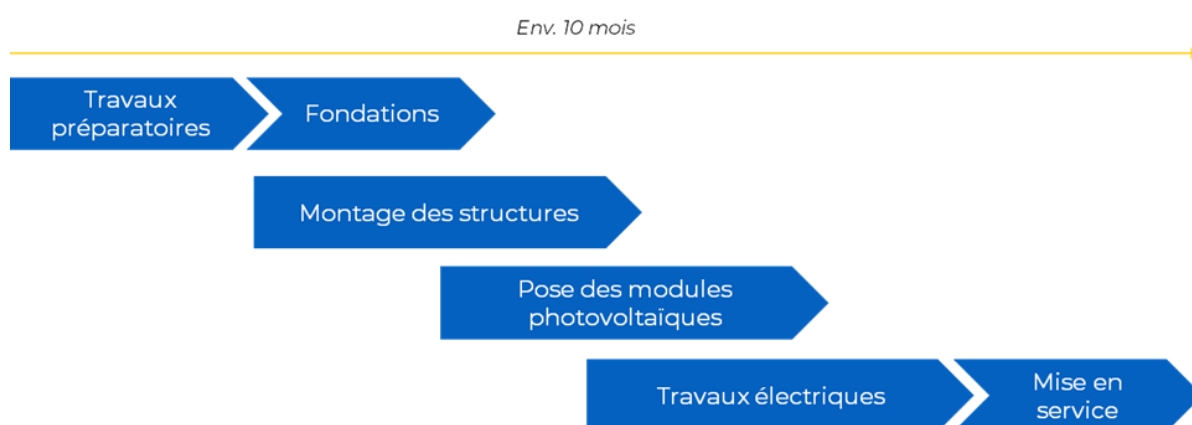 Env. 10 mois
Travaux
préparatoires
Fondations
Montage des structures
Pose des modules
photovoltaïques
Travaux électriques
Mise en
service